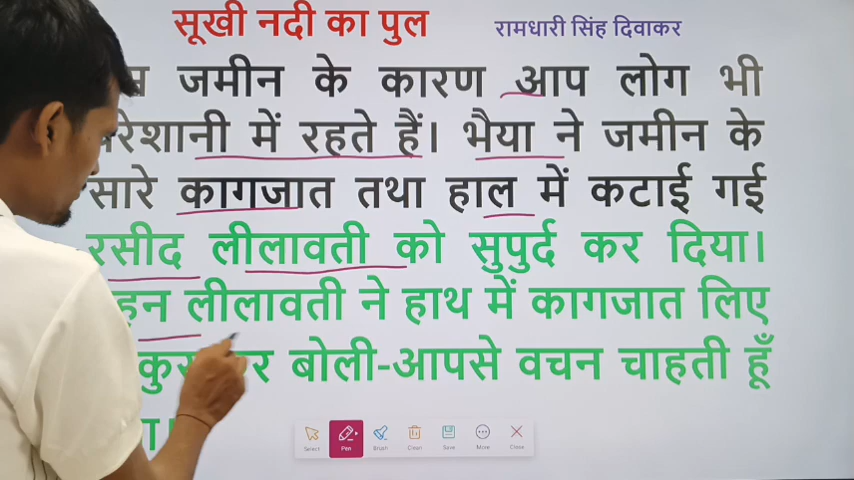 सूखी नदी का पुल
रामधारी सिंह दिवाकर
जमीन के कारण आप लोग भी
में रहते हैं। भैया ने जमीन के
सारे कागजात तथा हाल में कटाई गई
रसीद लीलावती को सुपुर्द कर दिया।
लीलावती ने हाथ में कागजात लिए
बोली-आपसे वचन चाहती हूँ
Select
Pen
Brush
Clean
Save
More
Close